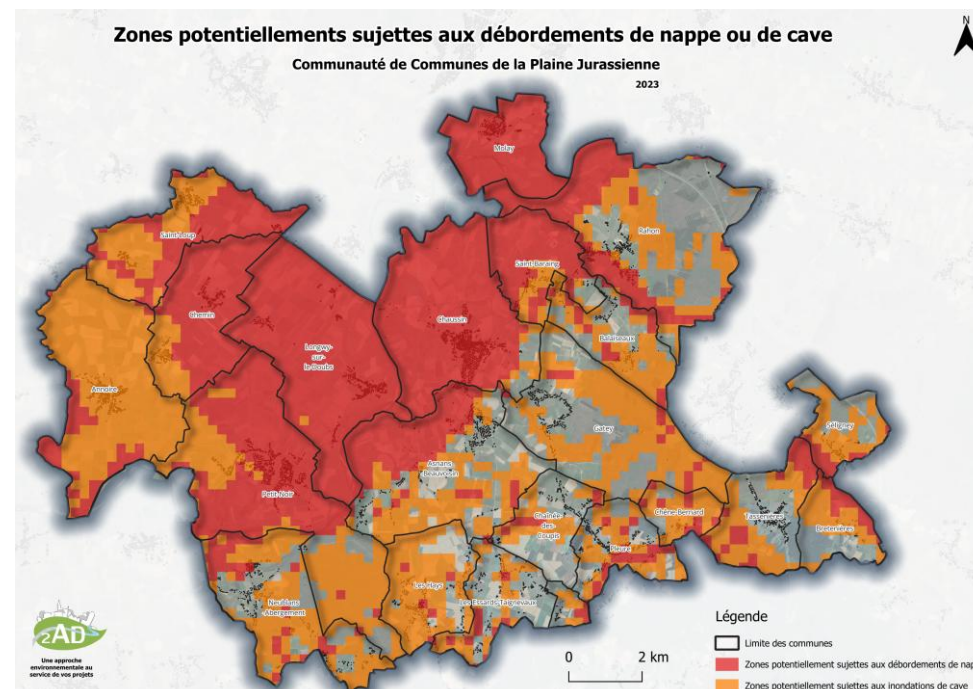 Zones potentiellement sujettes aux débordements de nappe ou de cave
Communauté de Communes de la Plaine Jurassienne
2023
N
Molay
Rahon
Saint-Loup
Saint-Baraing
Chemin
Chaussin
Balaiseaux
Longwy-
sur-
le-Doubs
Annoire
Séligney
Gatey
Asnans
Beauvoisin
Petit-Noir
Chêne-Bernard
Tassenières
Chaînée-
des-
Coupis
Bretenières
Pleure
Les Hays
Neublans
Abergement
Les Essards-Taignevaux
2AD
Une approche
environnementale au
service de vos projets
0 2 km
Légende
Limite des communes
Zones potentiellement sujettes aux débordements de nap
Zones potentiellement sujettes aux inondations de cave